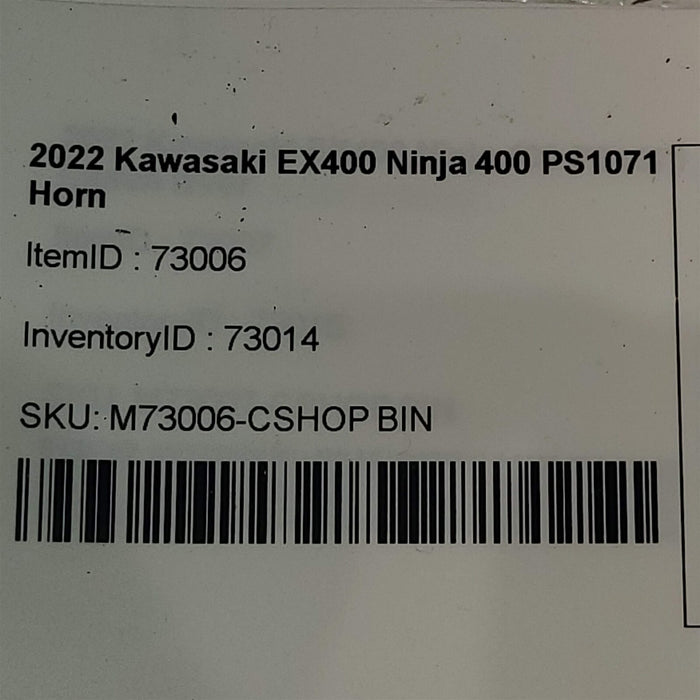 2022 Kawasaki EX400 Ninja 400 PS1071
Horn
ItemID : 73006
InventoryID : 73014
SKU: M73006-CSHOP BIN